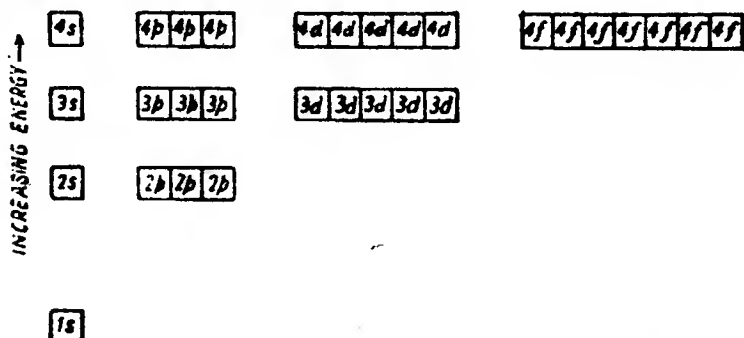 INCREASING ENERGY →
4s 4p 4p 4p 4d 4d 4d 4d 4d 4f 4f 4f 4f 4f 4f 4f
3s 3p 3p 3p 3d 3d 3d 3d 3d
2s 2p 2p 2p
1s